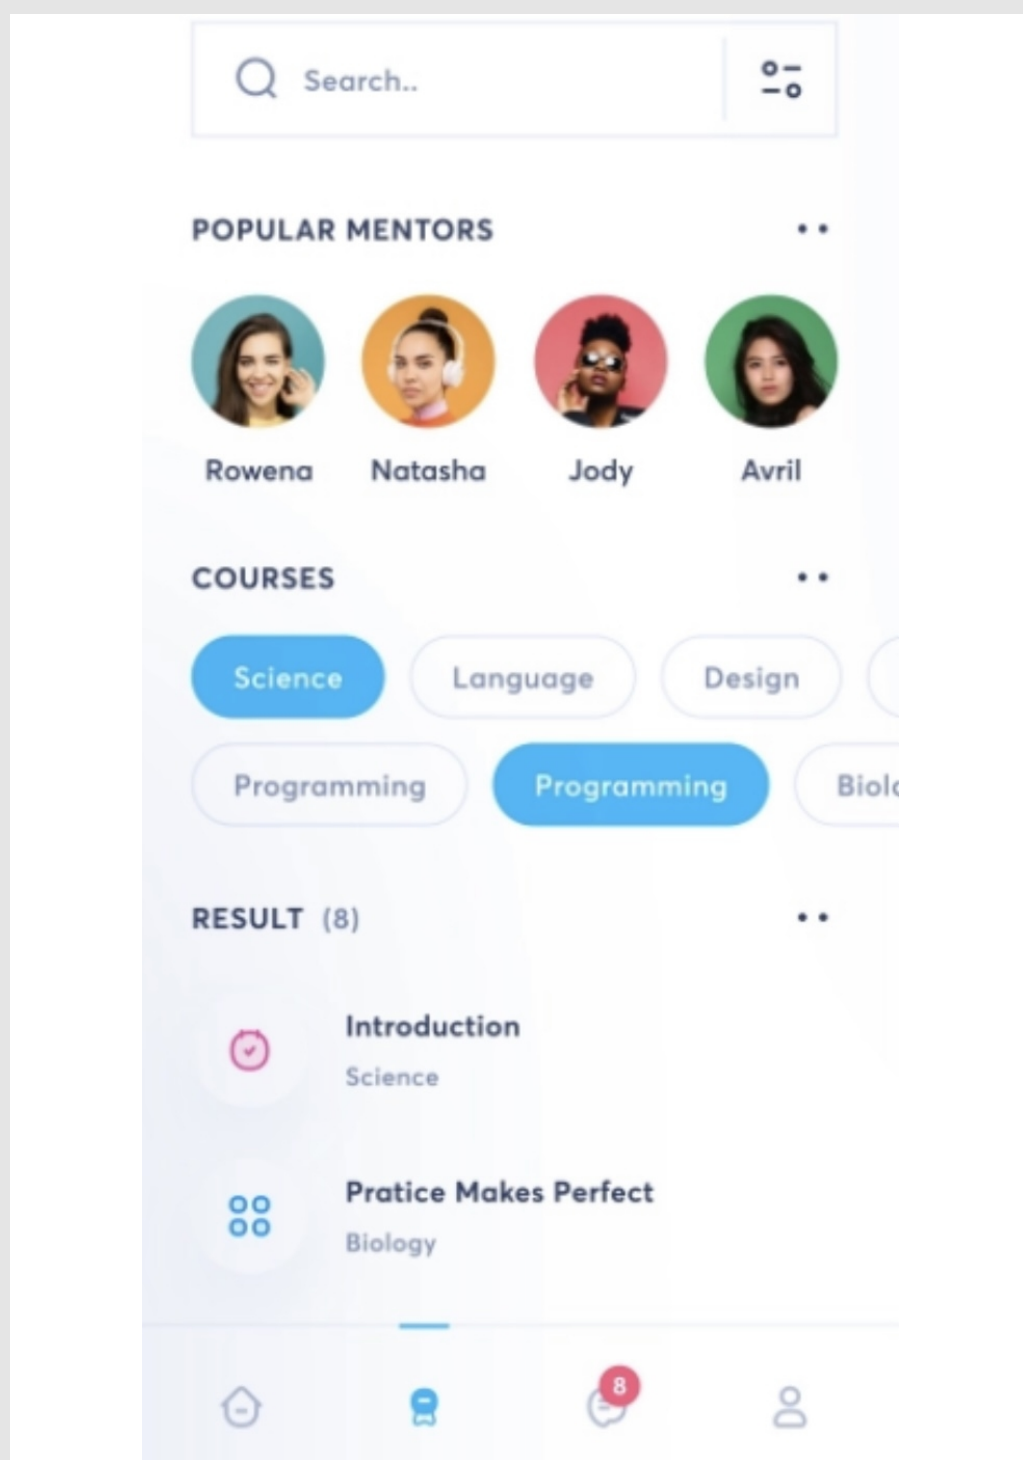 Search..
POPULAR MENTORS
Rowena Natasha Jody Avril
COURSES
Science Language Design
Programming Programming Biolo
RESULT (8)
Introduction
Science
Pratice Makes Perfect
Biology
8